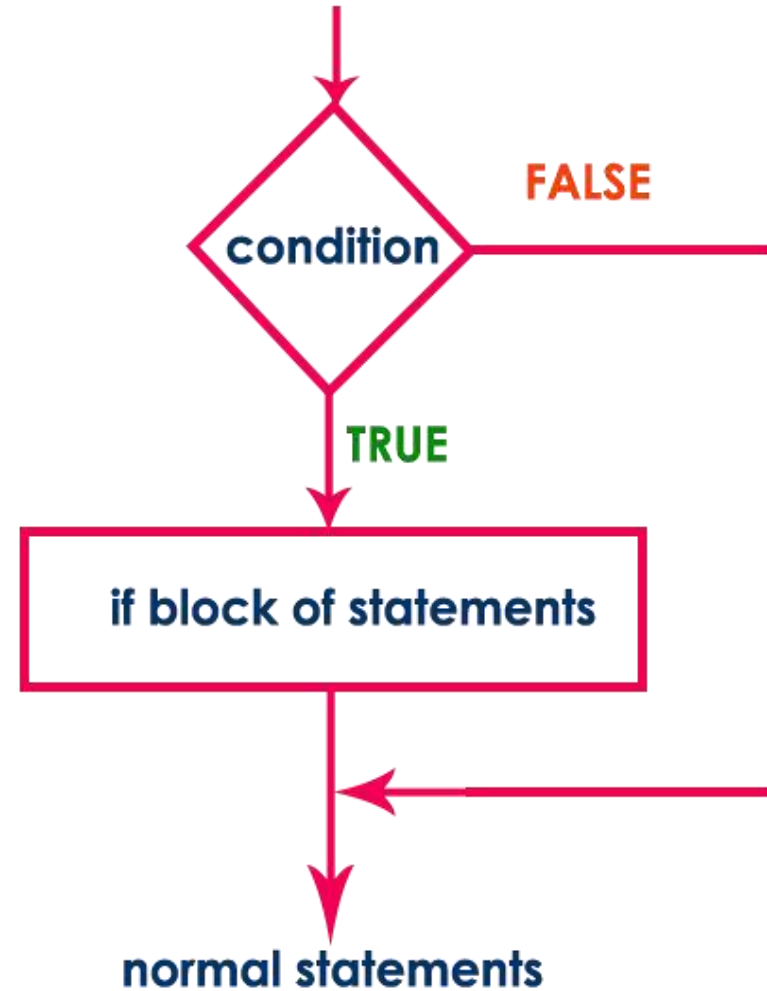 FALSE
condition
TRUE
if block of statements
normal statements